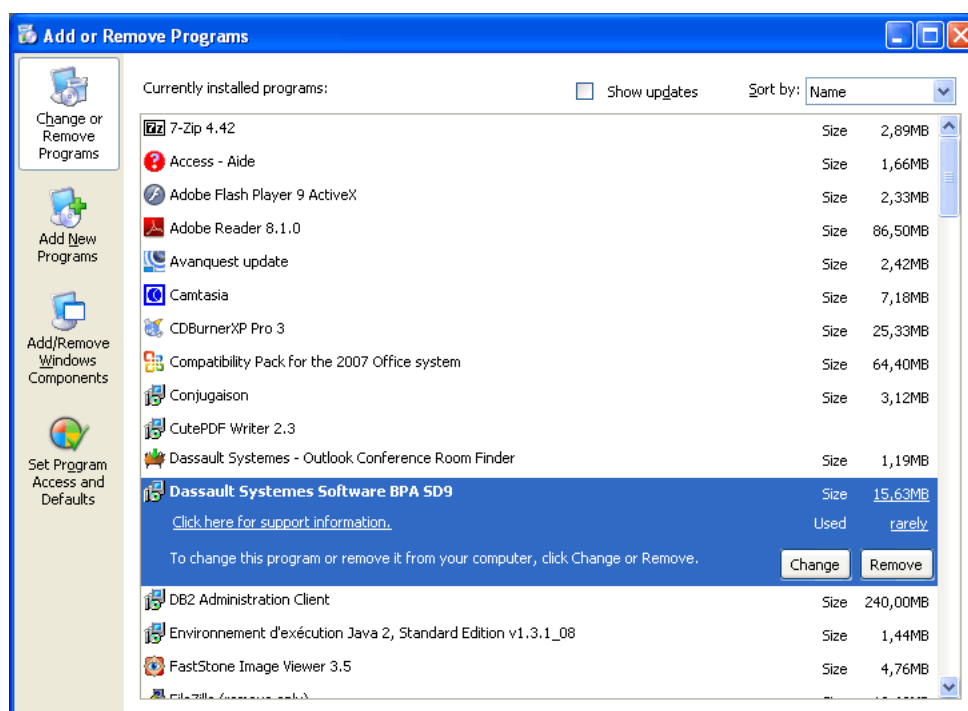 Add or Remove Programs
Change or
Remove
Programs
Add New
Programs
Add/Remove
Windows
Components
Set Program
Access and
Defaults
Currently installed programs:
Show updates
Sort by: Name
7-Zip 4.42 Size 2,89MB
Access - Aide Size 1,66MB
Adobe Flash Player 9 ActiveX Size 2,33MB
Adobe Reader 8.1.0 Size 86,50MB
Avanquest update Size 2,42MB
Camtasia Size 7,18MB
CDBurnerXP Pro 3 Size 25,33MB
Compatibility Pack for the 2007 Office system Size 64,40MB
Conjugaison Size 3,12MB
CutePDF Writer 2.3
Dassault Systemes - Outlook Conference Room Finder Size 1,19MB
Dassault Systemes Software BPA SD9 Size 15,63MB
Click here for support information. Used rarely
To change this program or remove it from your computer, click Change or Remove. Change Remove
DB2 Administration Client Size 240,00MB
Environnement d'exécution Java 2, Standard Edition v1.3.1_08 Size 1,44MB
FastStone Image Viewer 3.5 Size 4,76MB
FileZilla (remove only)